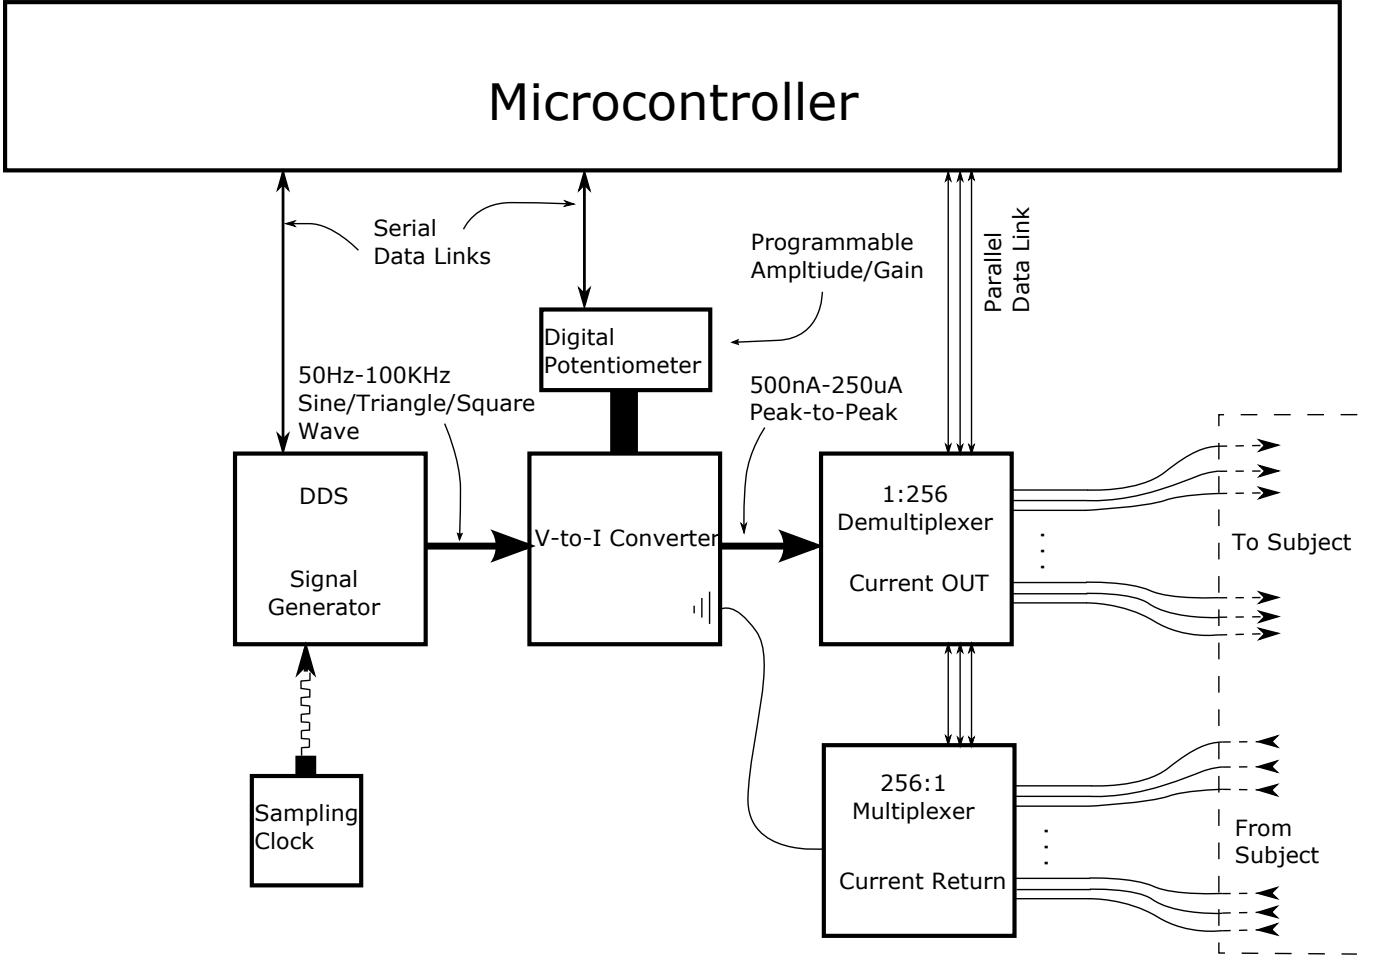 Microcontroller
Serial
Data Links
Programmable
Ampltiude/Gain
Parallel
Data Link
Digital
Potentiometer
50Hz-100KHz
Sine/Triangle/Square
Wave
500nA-250uA
Peak-to-Peak
DDS
Signal
Generator
V-to-I Converter
1:256
Demultiplexer
Current OUT
To Subject
Sampling
Clock
256:1
Multiplexer
Current Return
From
Subject